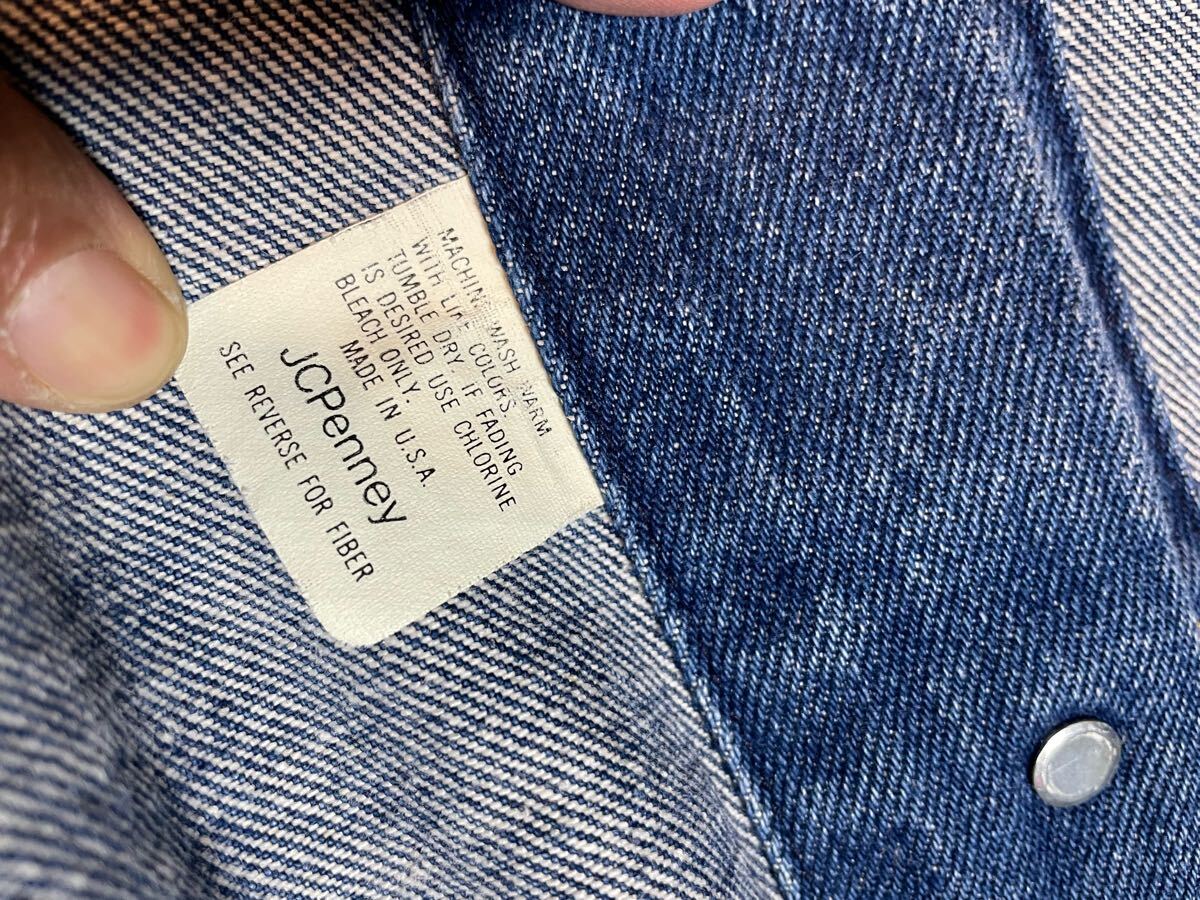 MACHINE WASH WARM
WITH LIKE COLORS.
TUMBLE DRY. IF FADING
IS DESIRED USE CHLORINE
BLEACH ONLY.
MADE IN U.S.A.
JCPenney
SEE REVERSE FOR FIBER